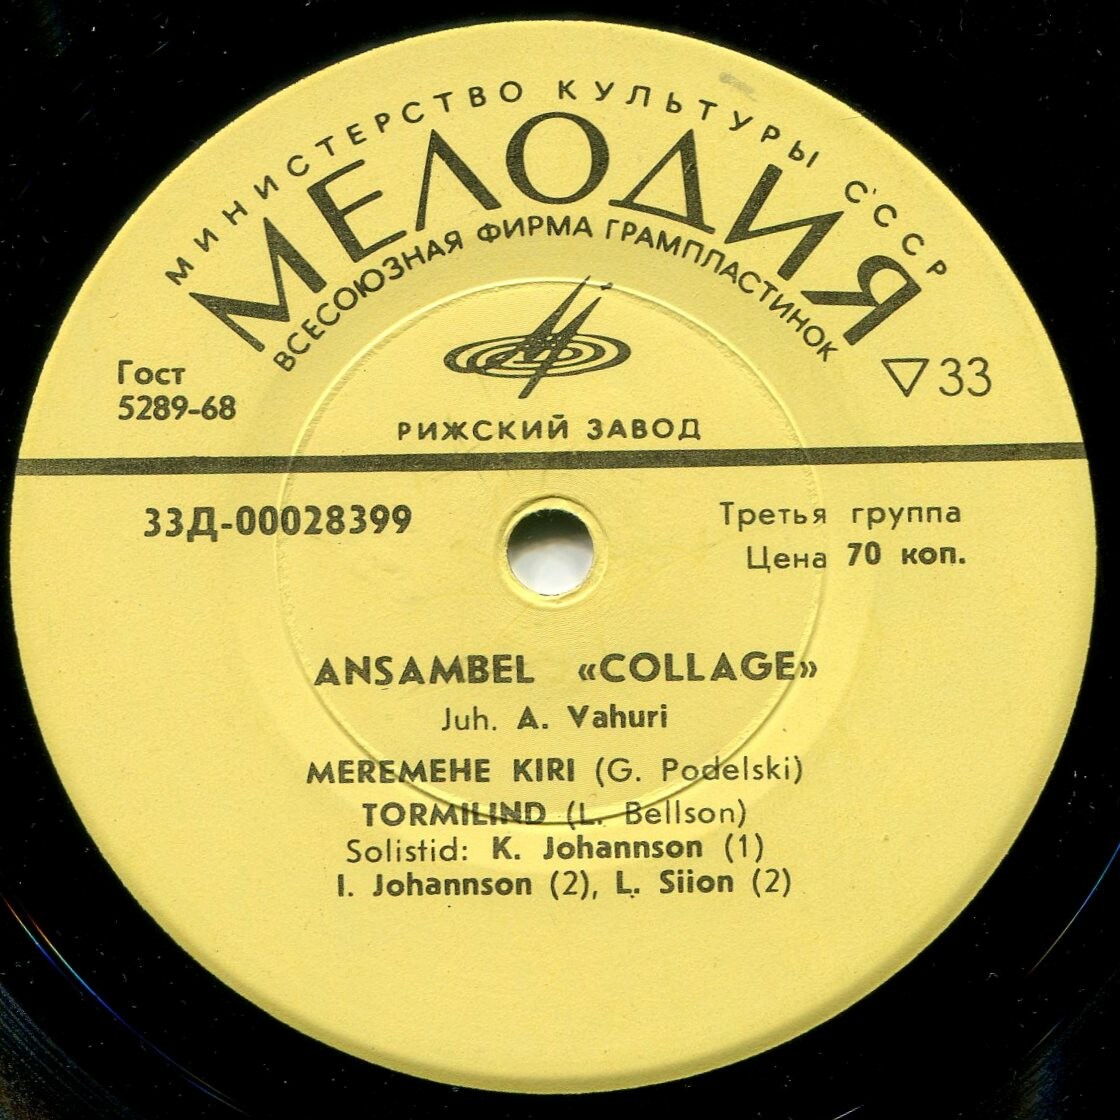 МИНИСТЕРСТВО КУЛЬТУРЫ СССР
МЕЛОДИЯ
ВСЕСОЮЗНАЯ ФИРМА ГРАМПЛАСТИНОК
Гост
5289-68
▽33
РИЖСКИЙ ЗАВОД
33Д-00028399
Третья группа
Цена 70 коп.
ANSAMBEL «COLLAGE»
Juh. A. Vahuri
MEREMEHE KIRI (G. Podelski)
TORMILIND (L. Bellson)
Solistid: K. Johannson (1)
I. Johannson (2), L. Siion (2)